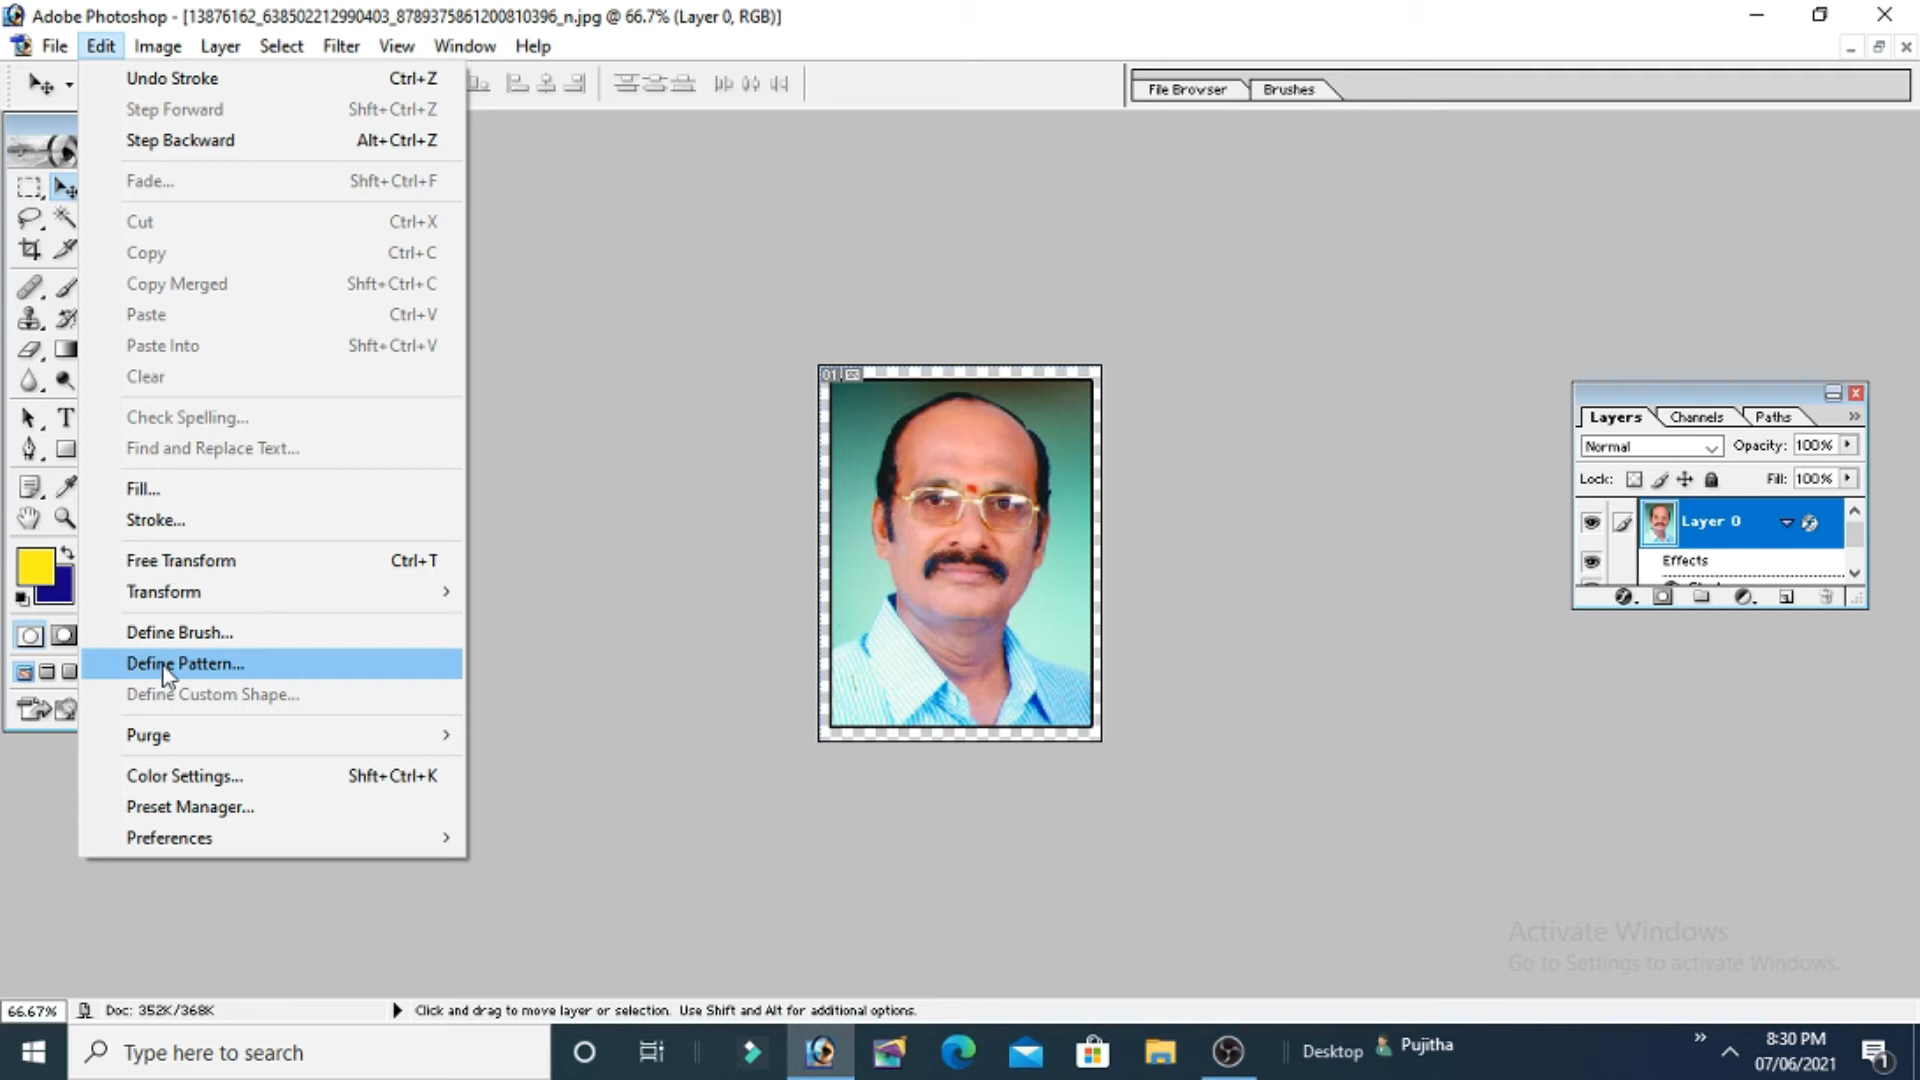 Adobe Photoshop - [13876162_638502212990403_8789375861200810396_n.jpg @ 66.7% (Layer 0, RGB)]
File Edit Image Layer Select Filter View Window Help
File Browser Brushes
Undo Stroke Ctrl+Z
Step Forward Shft+Ctrl+Z
Step Backward Alt+Ctrl+Z
Fade... Shft+Ctrl+F
Cut Ctrl+X
Copy Ctrl+C
Copy Merged Shft+Ctrl+C
Paste Ctrl+V
Paste Into Shft+Ctrl+V
Clear
Check Spelling...
Find and Replace Text...
Fill...
Stroke...
Free Transform Ctrl+T
Transform
Define Brush...
Define Pattern...
Define Custom Shape...
Purge
Color Settings... Shft+Ctrl+K
Preset Manager...
Preferences
01
Layers Channels Paths
Normal Opacity: 100%
Lock: Fill: 100%
Layer 0
Effects
Activate Windows
Go to Settings to activate Windows.
66.67% Doc: 352K/368K Click and drag to move layer or selection. Use Shift and Alt for additional options.
Type here to search
Desktop Pujitha
8:30 PM
07/06/2021
1